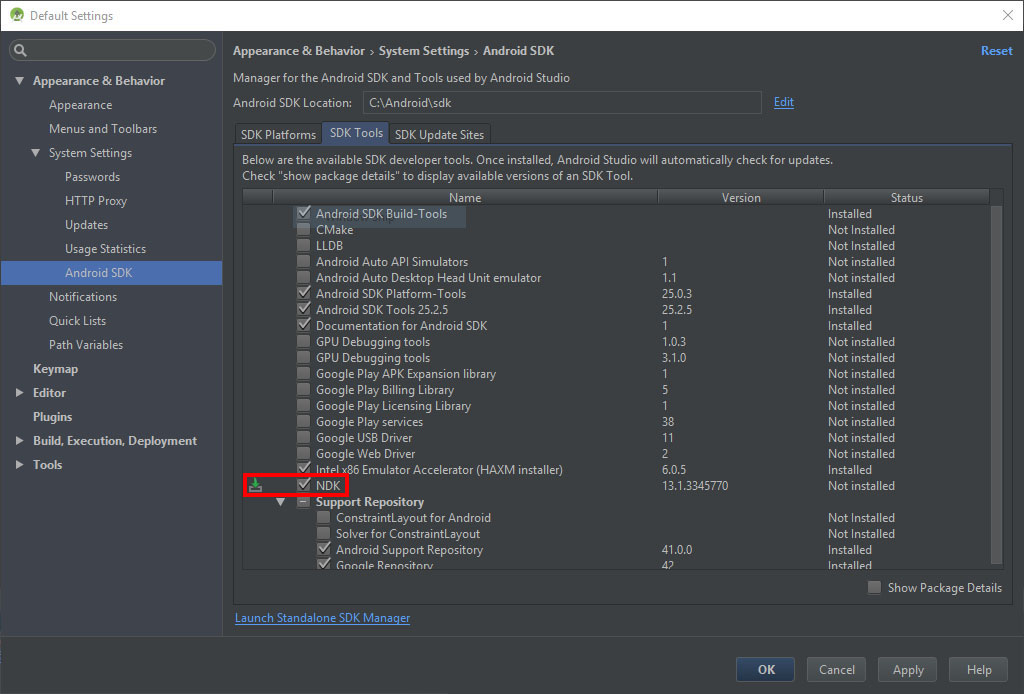 Default Settings
Appearance & Behavior › System Settings › Android SDK Reset
Manager for the Android SDK and Tools used by Android Studio
Android SDK Location: C:\Android\sdk Edit
Appearance & Behavior
Appearance
Menus and Toolbars
System Settings
Passwords
HTTP Proxy
Updates
Usage Statistics
Android SDK
Notifications
Quick Lists
Path Variables
Keymap
Editor
Plugins
Build, Execution, Deployment
Tools
SDK Platforms SDK Tools SDK Update Sites
Below are the available SDK developer tools. Once installed, Android Studio will automatically check for updates.
Check "show package details" to display available versions of an SDK Tool.
Name Version Status
Android SDK Build-Tools Installed
CMake Not Installed
LLDB Not Installed
Android Auto API Simulators 1 Not installed
Android Auto Desktop Head Unit emulator 1.1 Not installed
Android SDK Platform-Tools 25.0.3 Installed
Android SDK Tools 25.2.5 25.2.5 Installed
Documentation for Android SDK 1 Installed
GPU Debugging tools 1.0.3 Not installed
GPU Debugging tools 3.1.0 Not installed
Google Play APK Expansion library 1 Not installed
Google Play Billing Library 5 Not installed
Google Play Licensing Library 1 Not installed
Google Play services 38 Not installed
Google USB Driver 11 Not installed
Google Web Driver 2 Not installed
Intel x86 Emulator Accelerator (HAXM installer) 6.0.5 Installed
NDK 13.1.3345770 Not installed
Support Repository
ConstraintLayout for Android Not Installed
Solver for ConstraintLayout Not Installed
Android Support Repository 41.0.0 Installed
Google Repository 42 Installed
Show Package Details
Launch Standalone SDK Manager
OK Cancel Apply Help